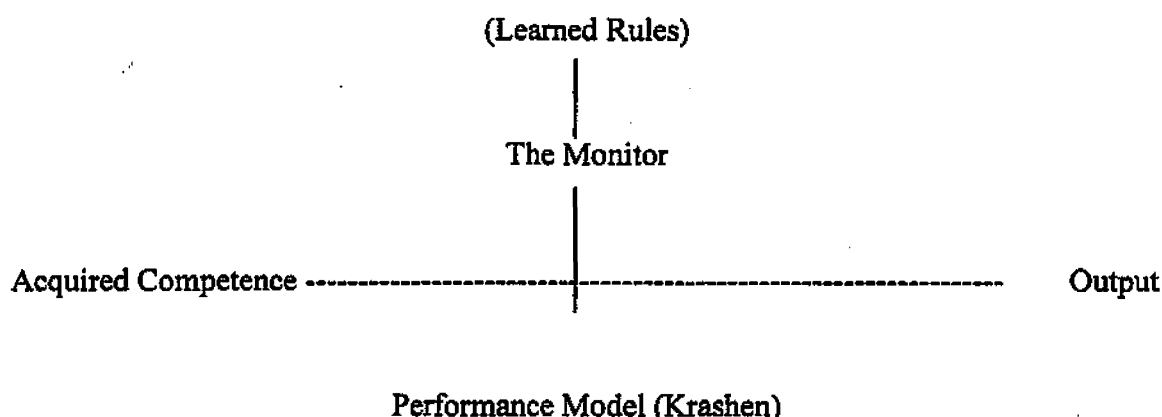 (Learned Rules)
The Monitor
Acquired Competence
Output
Performance Model (Krashen)